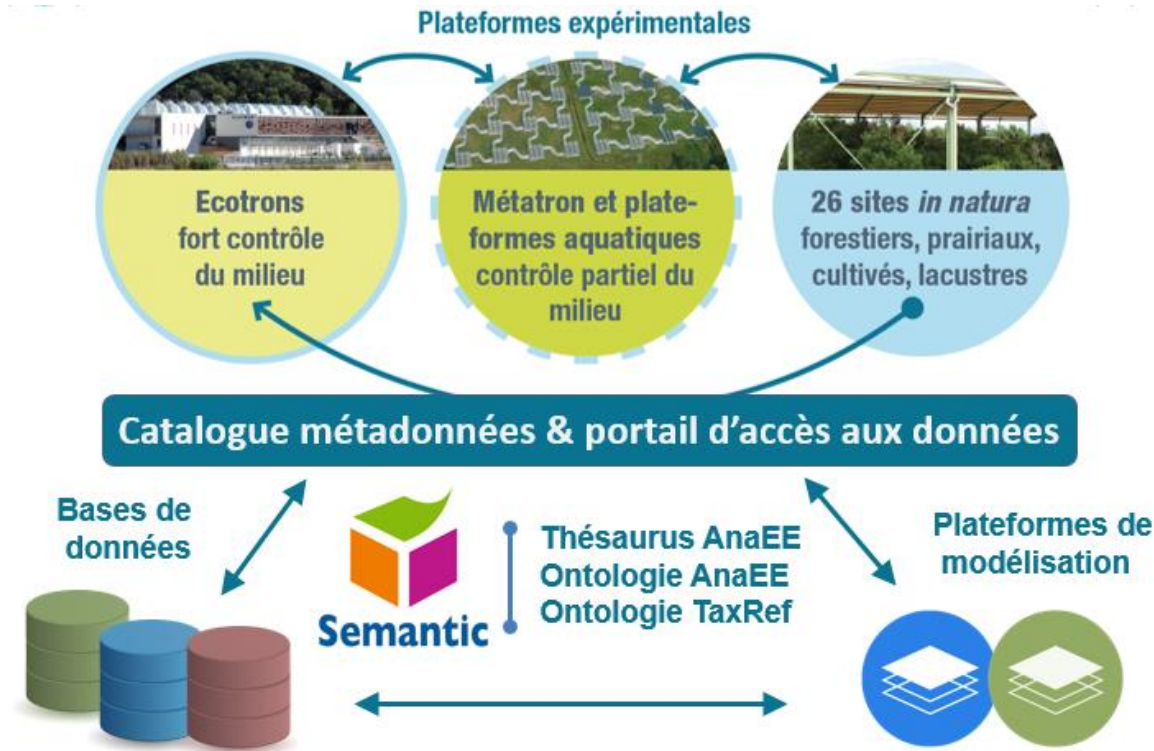 Plateformes expérimentales
Ecotrons
fort contrôle
du milieu
Métatron et plate-
formes aquatiques
contrôle partiel du
milieu
26 sites in natura
forestiers, prairiaux,
cultivés, lacustres
Catalogue métadonnées & portail d'accès aux données
Bases de
données
Semantic
Thésaurus AnaEE
Ontologie AnaEE
Ontologie TaxRef
Plateformes de
modélisation